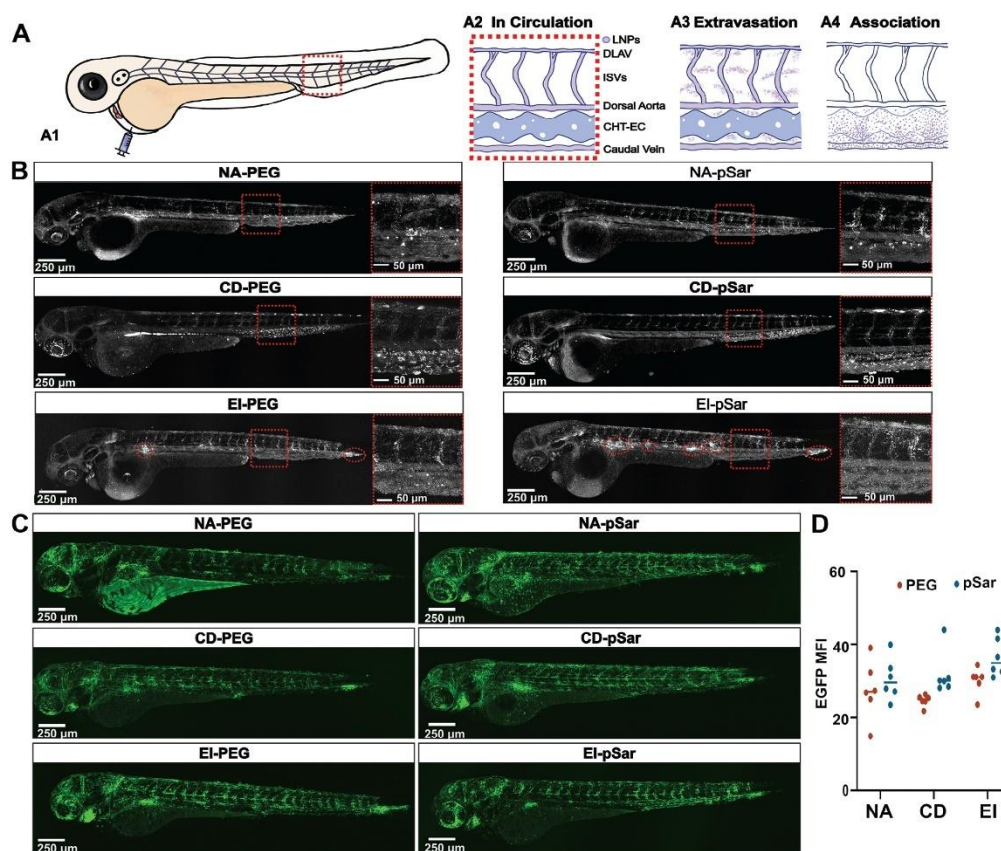 A
A1
A2 In Circulation
LNPs
DLAV
ISVs
Dorsal Aorta
CHT-EC
Caudal Vein
A3 Extravasation
A4 Association
B
NA-PEG
250 µm
50 µm
NA-pSar
250 µm
50 µm
CD-PEG
250 µm
50 µm
CD-pSar
250 µm
50 µm
EI-PEG
250 µm
50 µm
EI-pSar
250 µm
50 µm
C
NA-PEG
250 µm
NA-pSar
250 µm
CD-PEG
250 µm
CD-pSar
250 µm
EI-PEG
250 µm
EI-pSar
250 µm
D
60
PEG pSar
40
EGFP MFI
20
0
NA CD EI